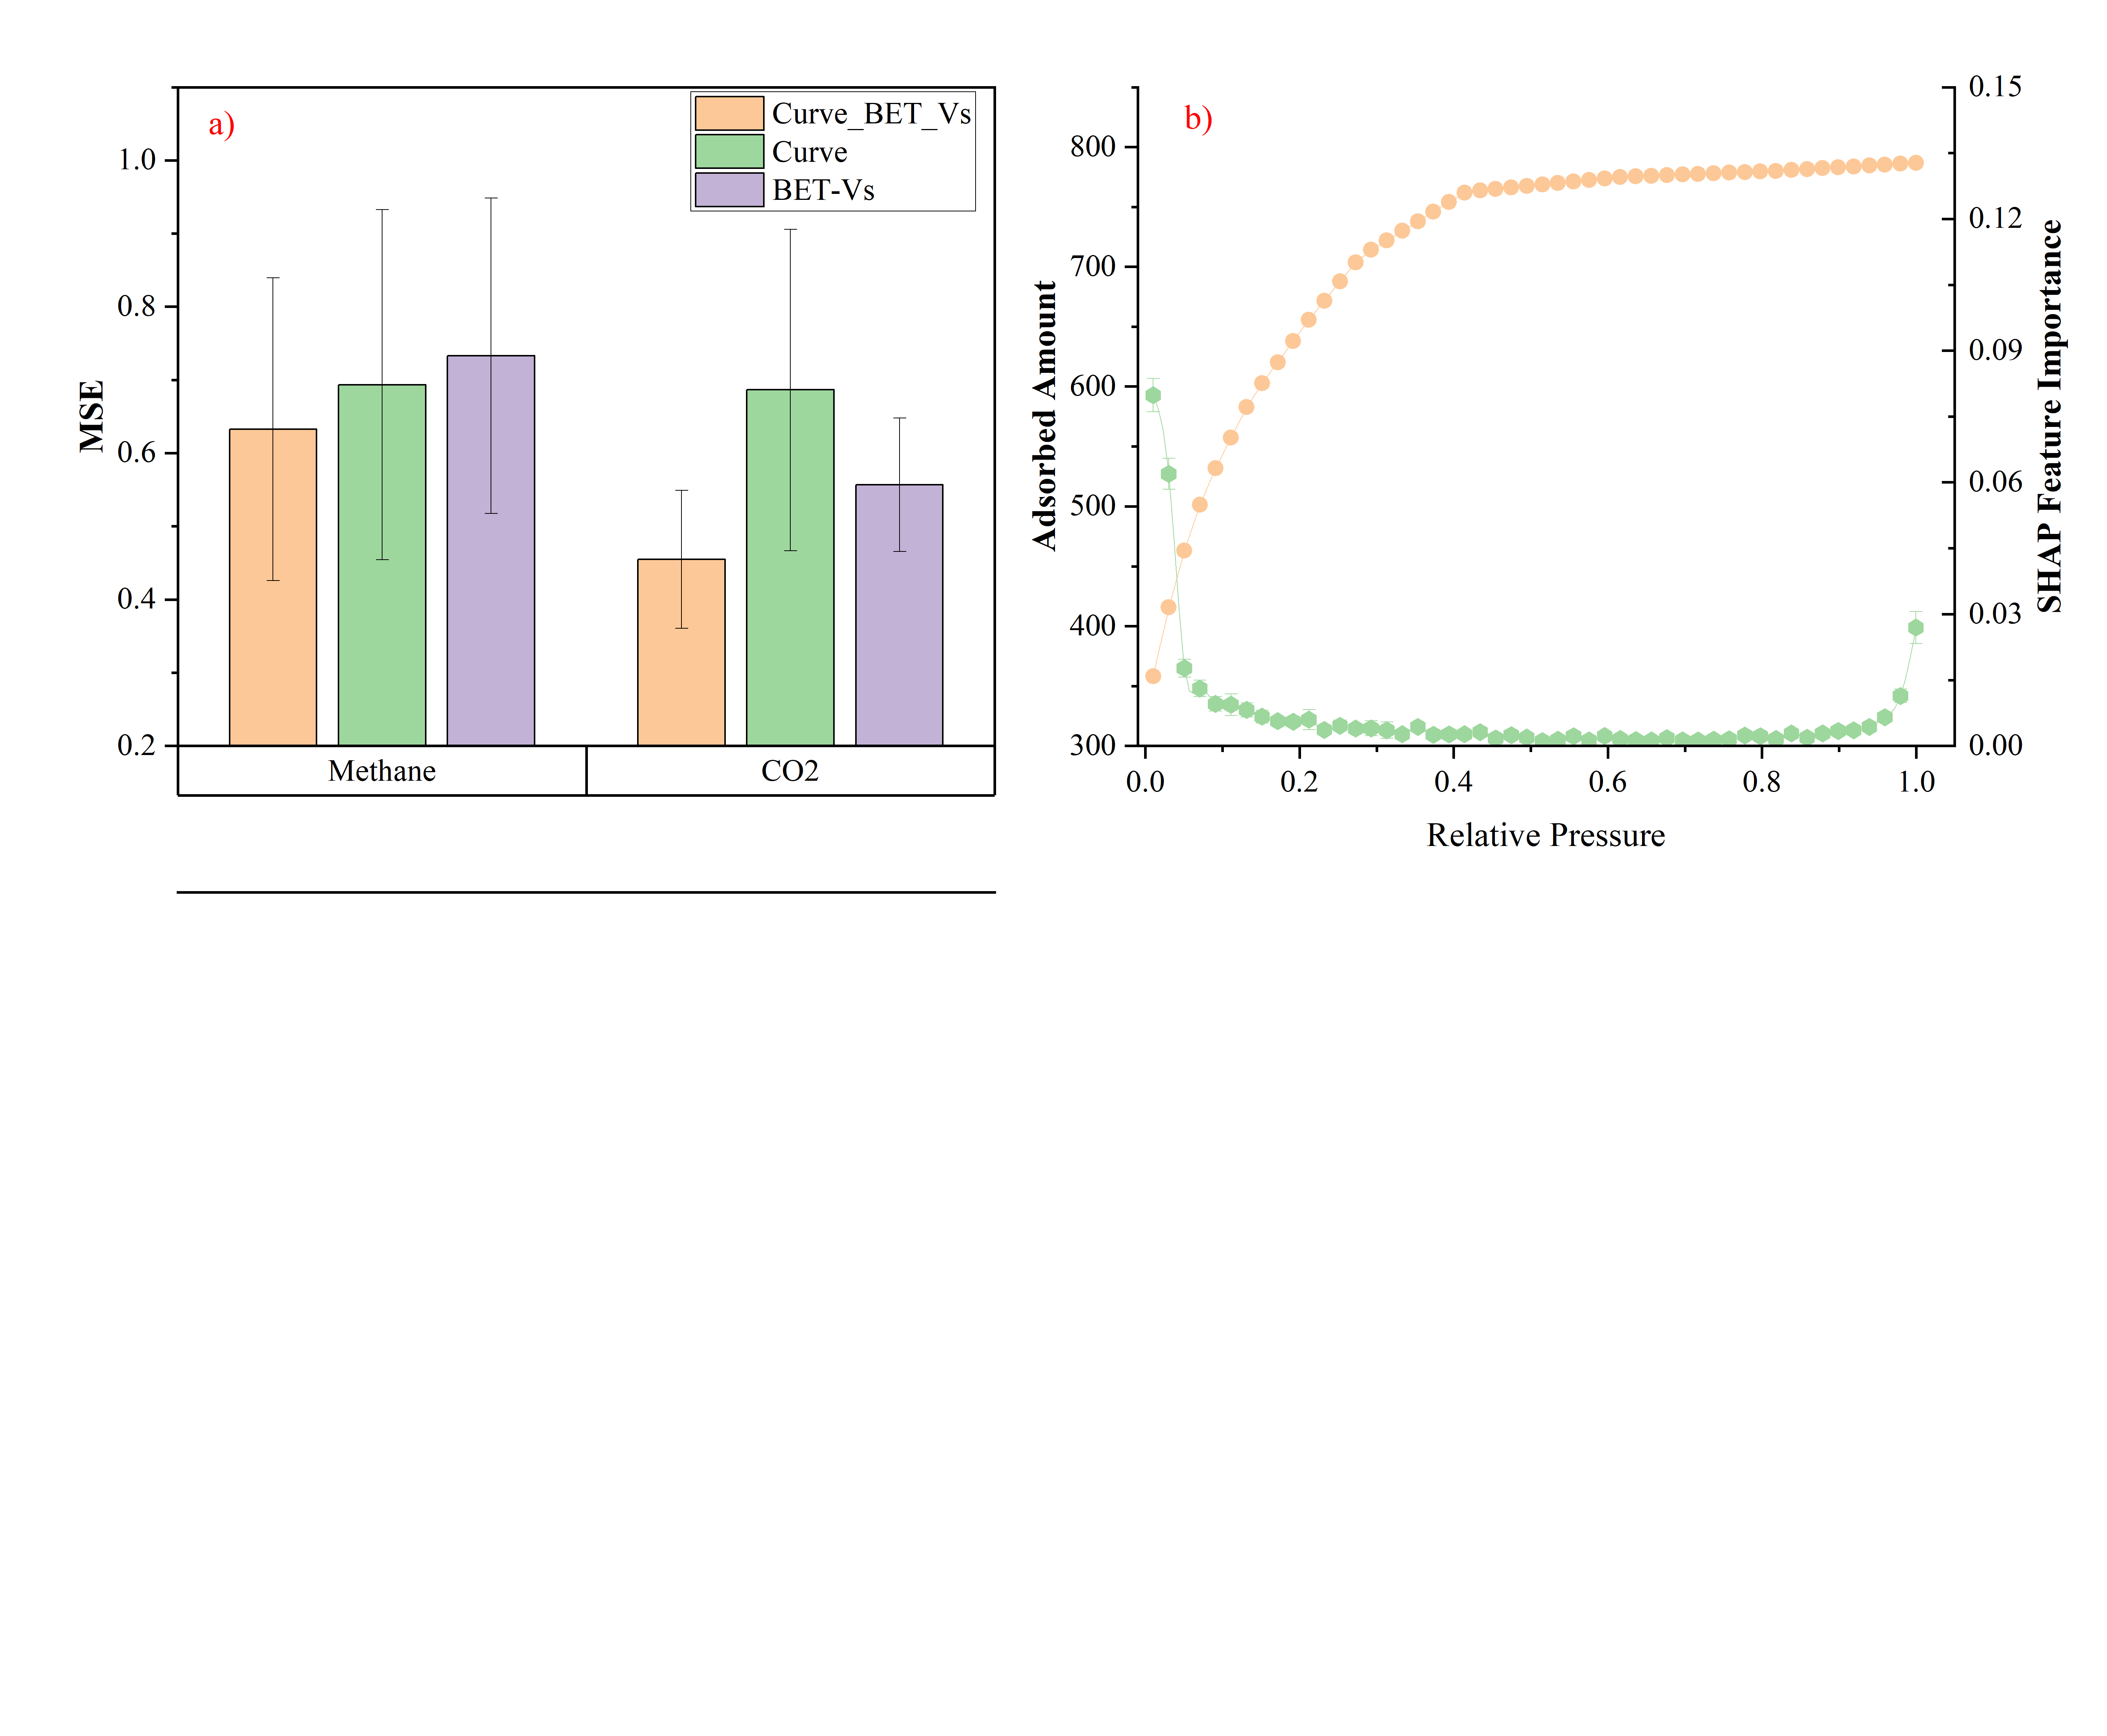 a)
Curve_BET_Vs
Curve
BET-Vs
1.0
0.8
0.6
0.4
0.2
MSE
Methane
CO2
b)
800
700
600
500
400
300
Adsorbed Amount
0.15
0.12
0.09
0.06
0.03
0.00
SHAP Feature Importance
0.0 0.2 0.4 0.6 0.8 1.0
Relative Pressure